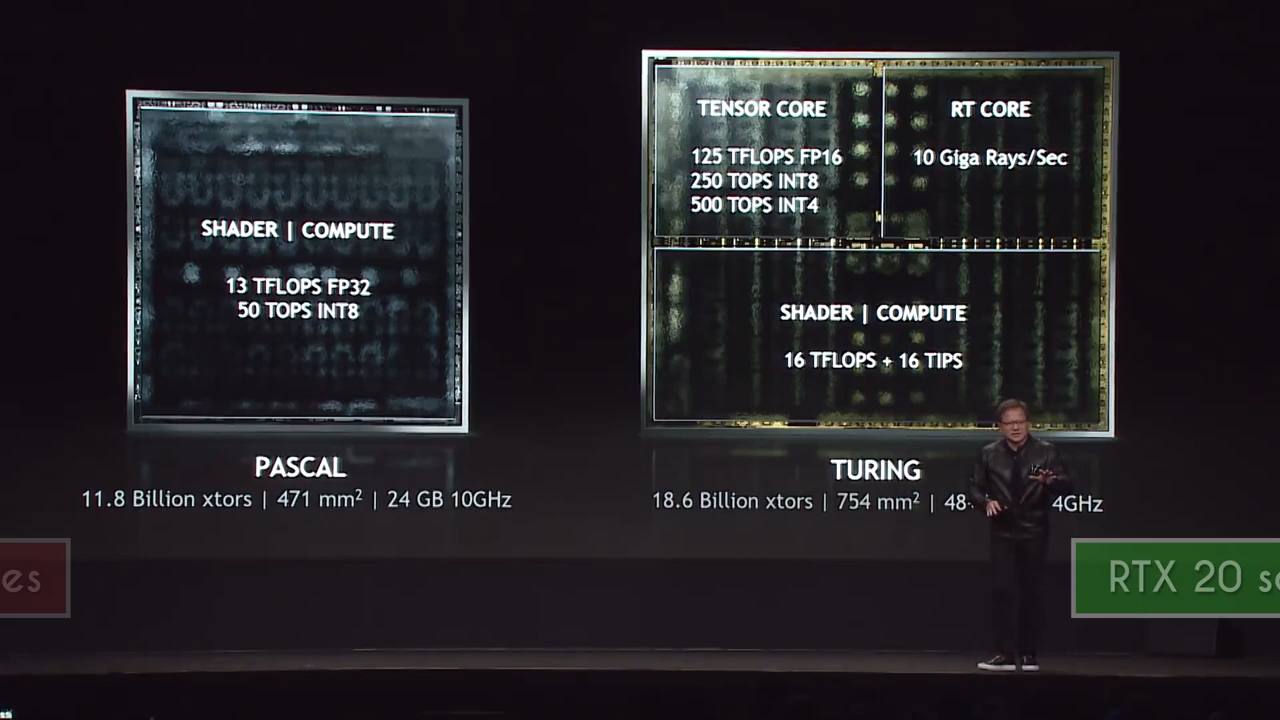 SHADER | COMPUTE
13 TFLOPS FP32
50 TOPS INT8
PASCAL
11.8 Billion xtors | 471 mm² | 24 GB 10GHz
TENSOR CORE
125 TFLOPS FP16
250 TOPS INT8
500 TOPS INT4
RT CORE
10 Giga Rays/Sec
SHADER | COMPUTE
16 TFLOPS + 16 TIPS
TURING
18.6 Billion xtors | 754 mm² | 48 4GHz
es
RTX 20 s